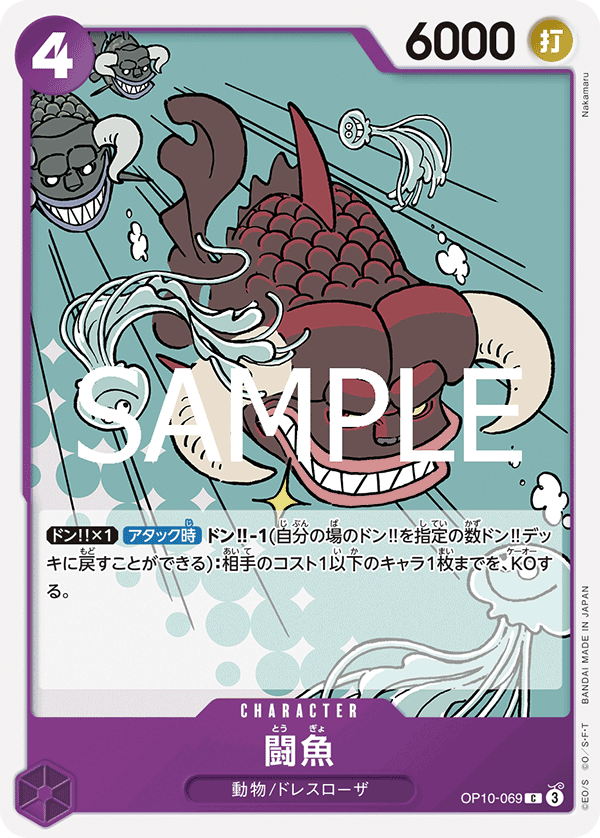 4
6000
打
Nakamaru
SAMPLE
ドン!!×1 アタック時 ドン!!-1(自分の場のドン!!を指定の数ドン!!デッ
キに戻すことができる):相手のコスト1以下のキャラ1枚までを、KOす
る。
CHARACTER
とう ぎょ
闘魚
動物/ドレスローザ
OP10-069 C 3
©E.O/S ©O/S・F・T BANDAI MADE IN JAPAN